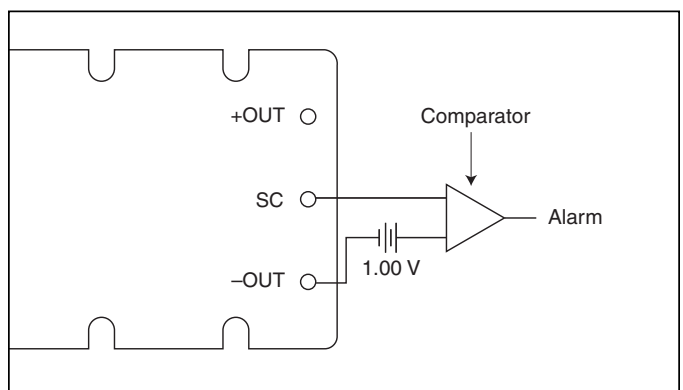 +OUT
Comparator
SC
Alarm
–OUT
1.00 V